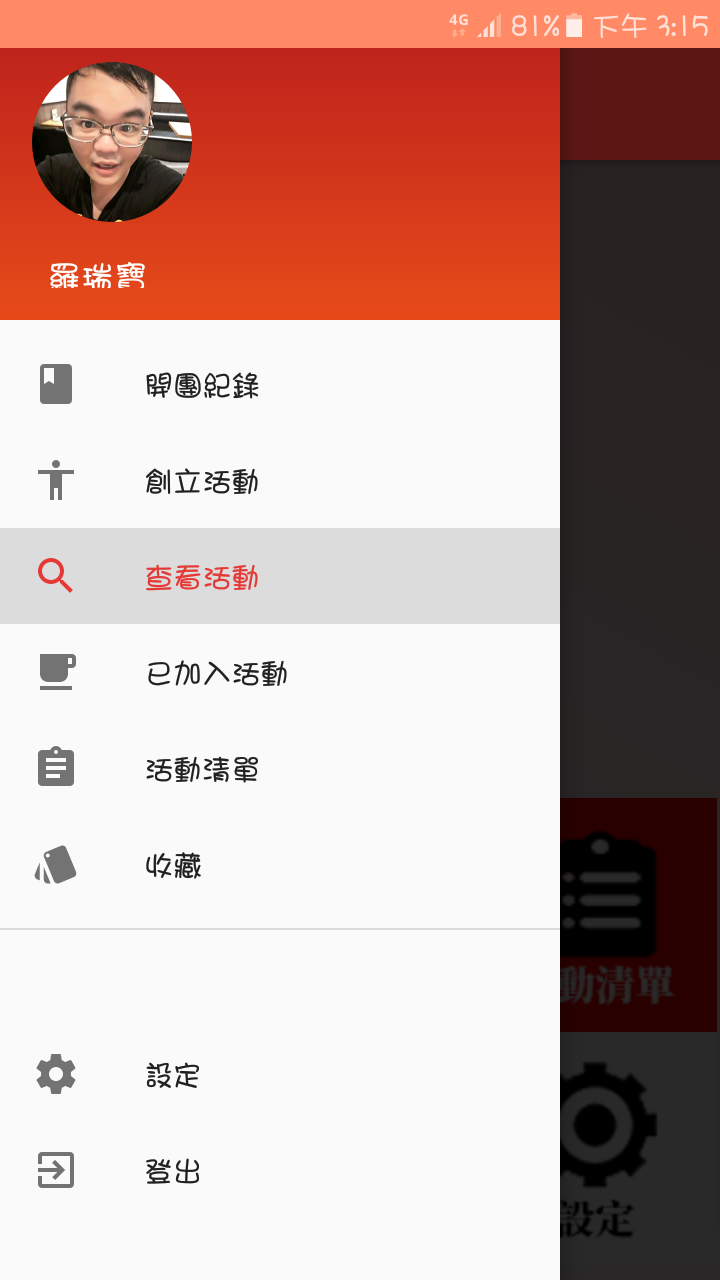 4G 81% 下午 3:15
羅瑞寶
開團紀錄
創立活動
查看活動
已加入活動
活動清單
收藏
動清單
設定
設定
登出